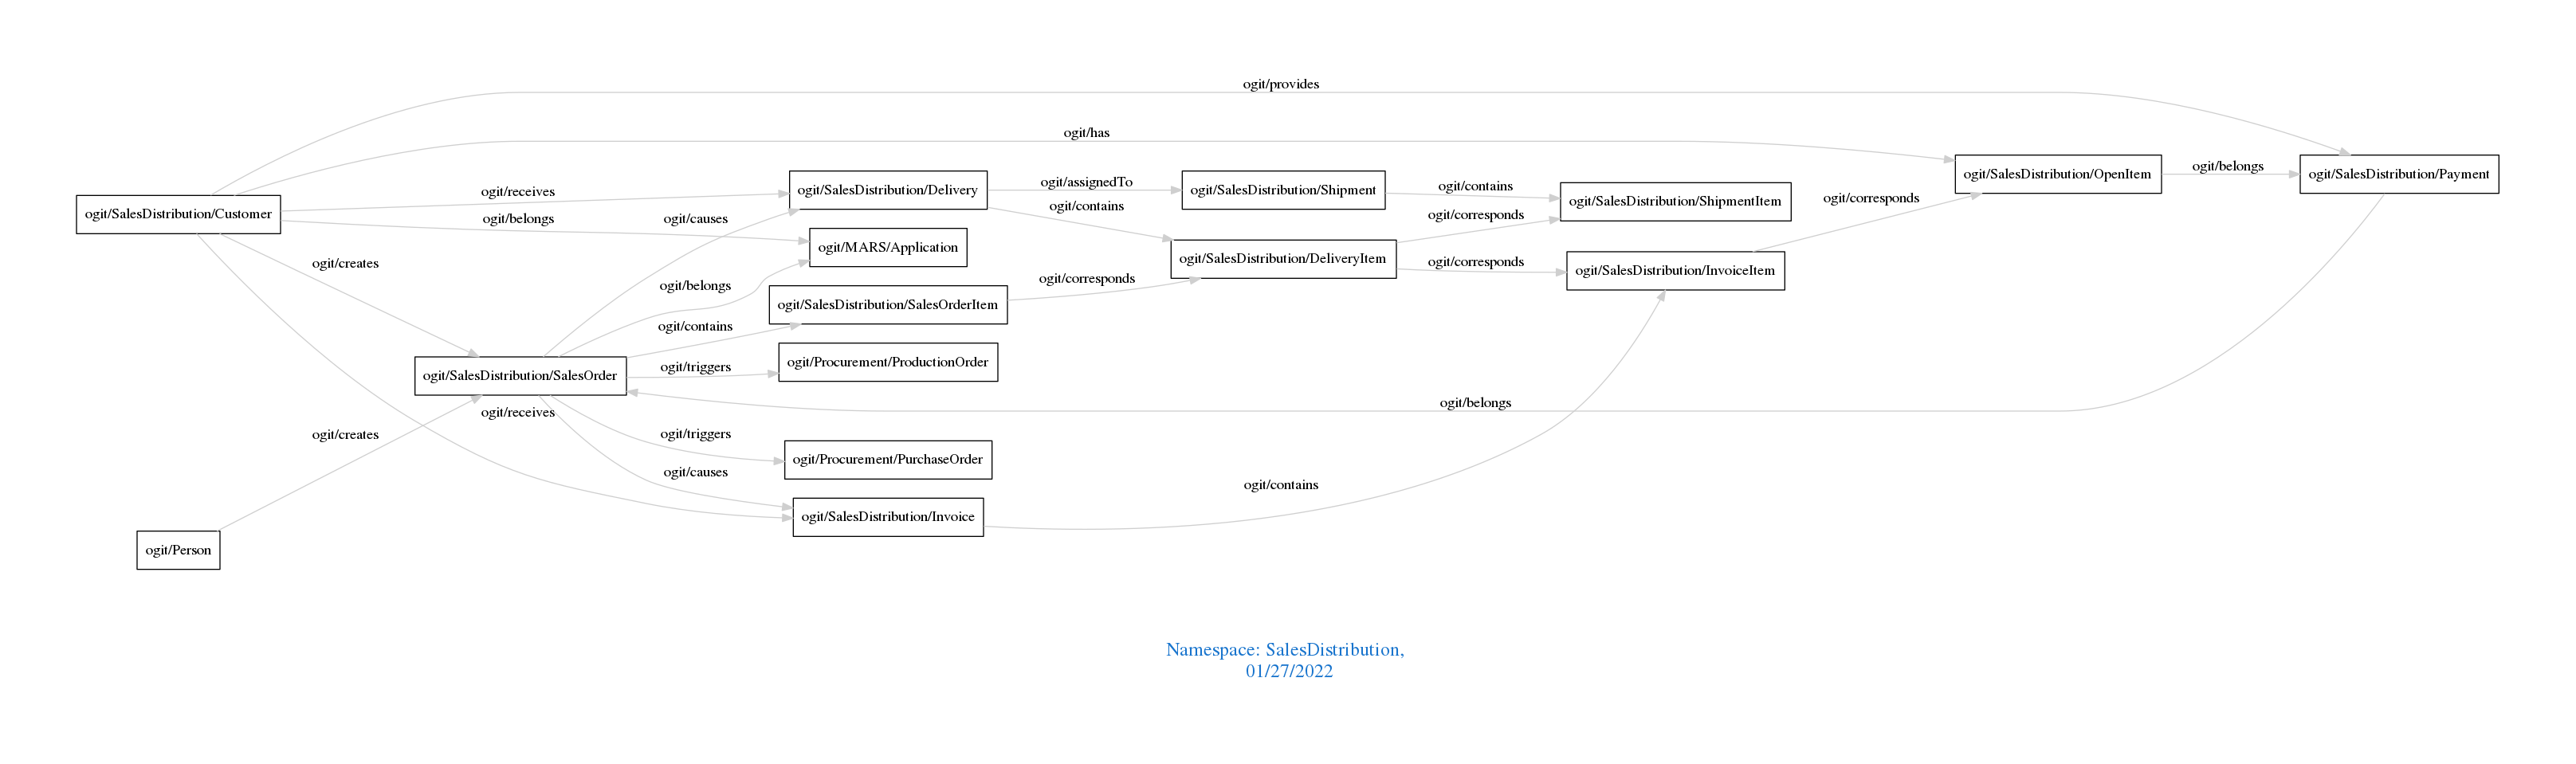 ogit/provides
ogit/has
ogit/SalesDistribution/Customer
ogit/receives
ogit/belongs
ogit/creates
ogit/causes
ogit/SalesDistribution/Delivery
ogit/assignedTo
ogit/contains
ogit/SalesDistribution/Shipment
ogit/contains
ogit/corresponds
ogit/SalesDistribution/ShipmentItem
ogit/corresponds
ogit/SalesDistribution/OpenItem
ogit/belongs
ogit/SalesDistribution/Payment
ogit/MARS/Application
ogit/SalesDistribution/DeliveryItem
ogit/corresponds
ogit/SalesDistribution/InvoiceItem
ogit/belongs
ogit/SalesDistribution/SalesOrderItem
ogit/corresponds
ogit/contains
ogit/SalesDistribution/SalesOrder
ogit/triggers
ogit/Procurement/ProductionOrder
ogit/belongs
ogit/receives
ogit/creates
ogit/triggers
ogit/Procurement/PurchaseOrder
ogit/causes
ogit/SalesDistribution/Invoice
ogit/contains
ogit/Person
Namespace: SalesDistribution,
01/27/2022